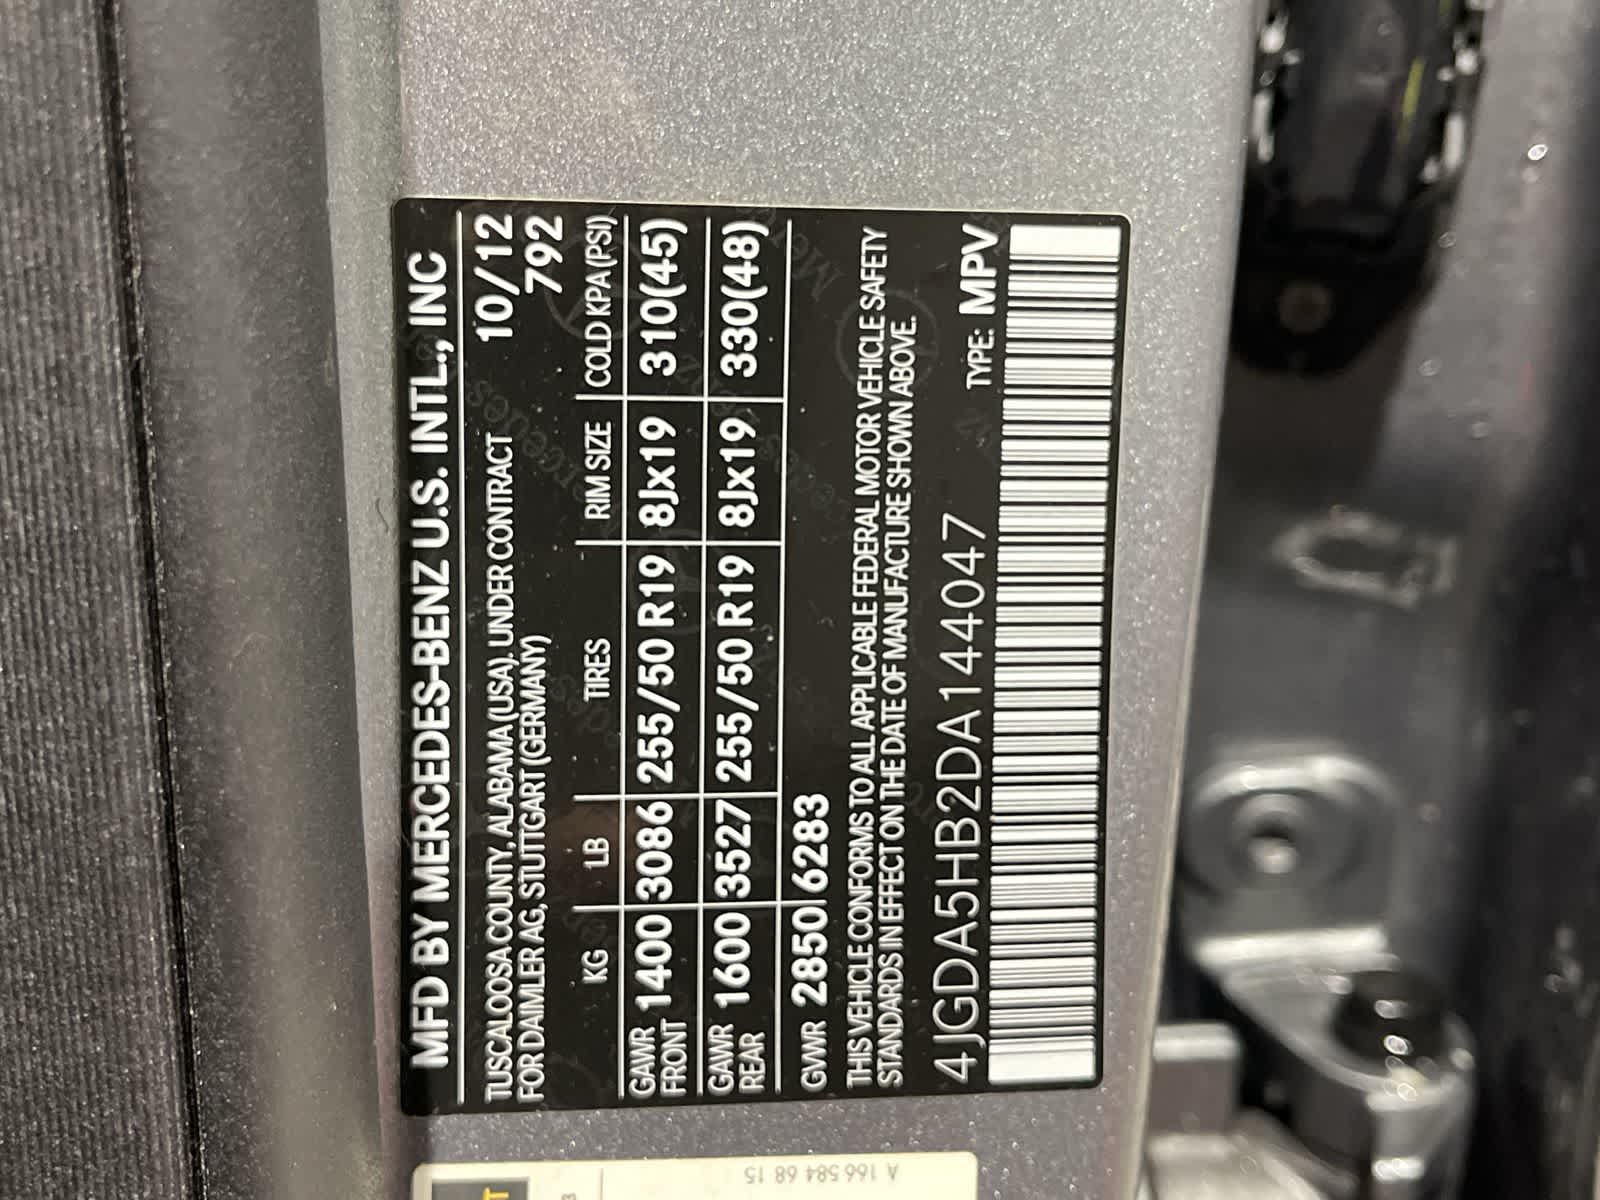 MFD BY MERCEDES-BENZ U.S. INTL., INC
TUSCALOOSA COUNTY, ALABAMA (USA), UNDER CONTRACT 10/12
FOR DAIMLER AG, STUTTGART (GERMANY) 792
KG LB TIRES RIM SIZE COLD KPA(PSI)
GAWR FRONT 1400 3086 255/50 R19 8Jx19 310(45)
GAWR REAR 1600 3527 255/50 R19 8Jx19 330(48)
GVWR 2850 6283
THIS VEHICLE CONFORMS TO ALL APPLICABLE FEDERAL MOTOR VEHICLE SAFETY
STANDARDS IN EFFECT ON THE DATE OF MANUFACTURE SHOWN ABOVE.
4JGDA5HB2DA144047 TYPE: MPV
A 166 584 68 15